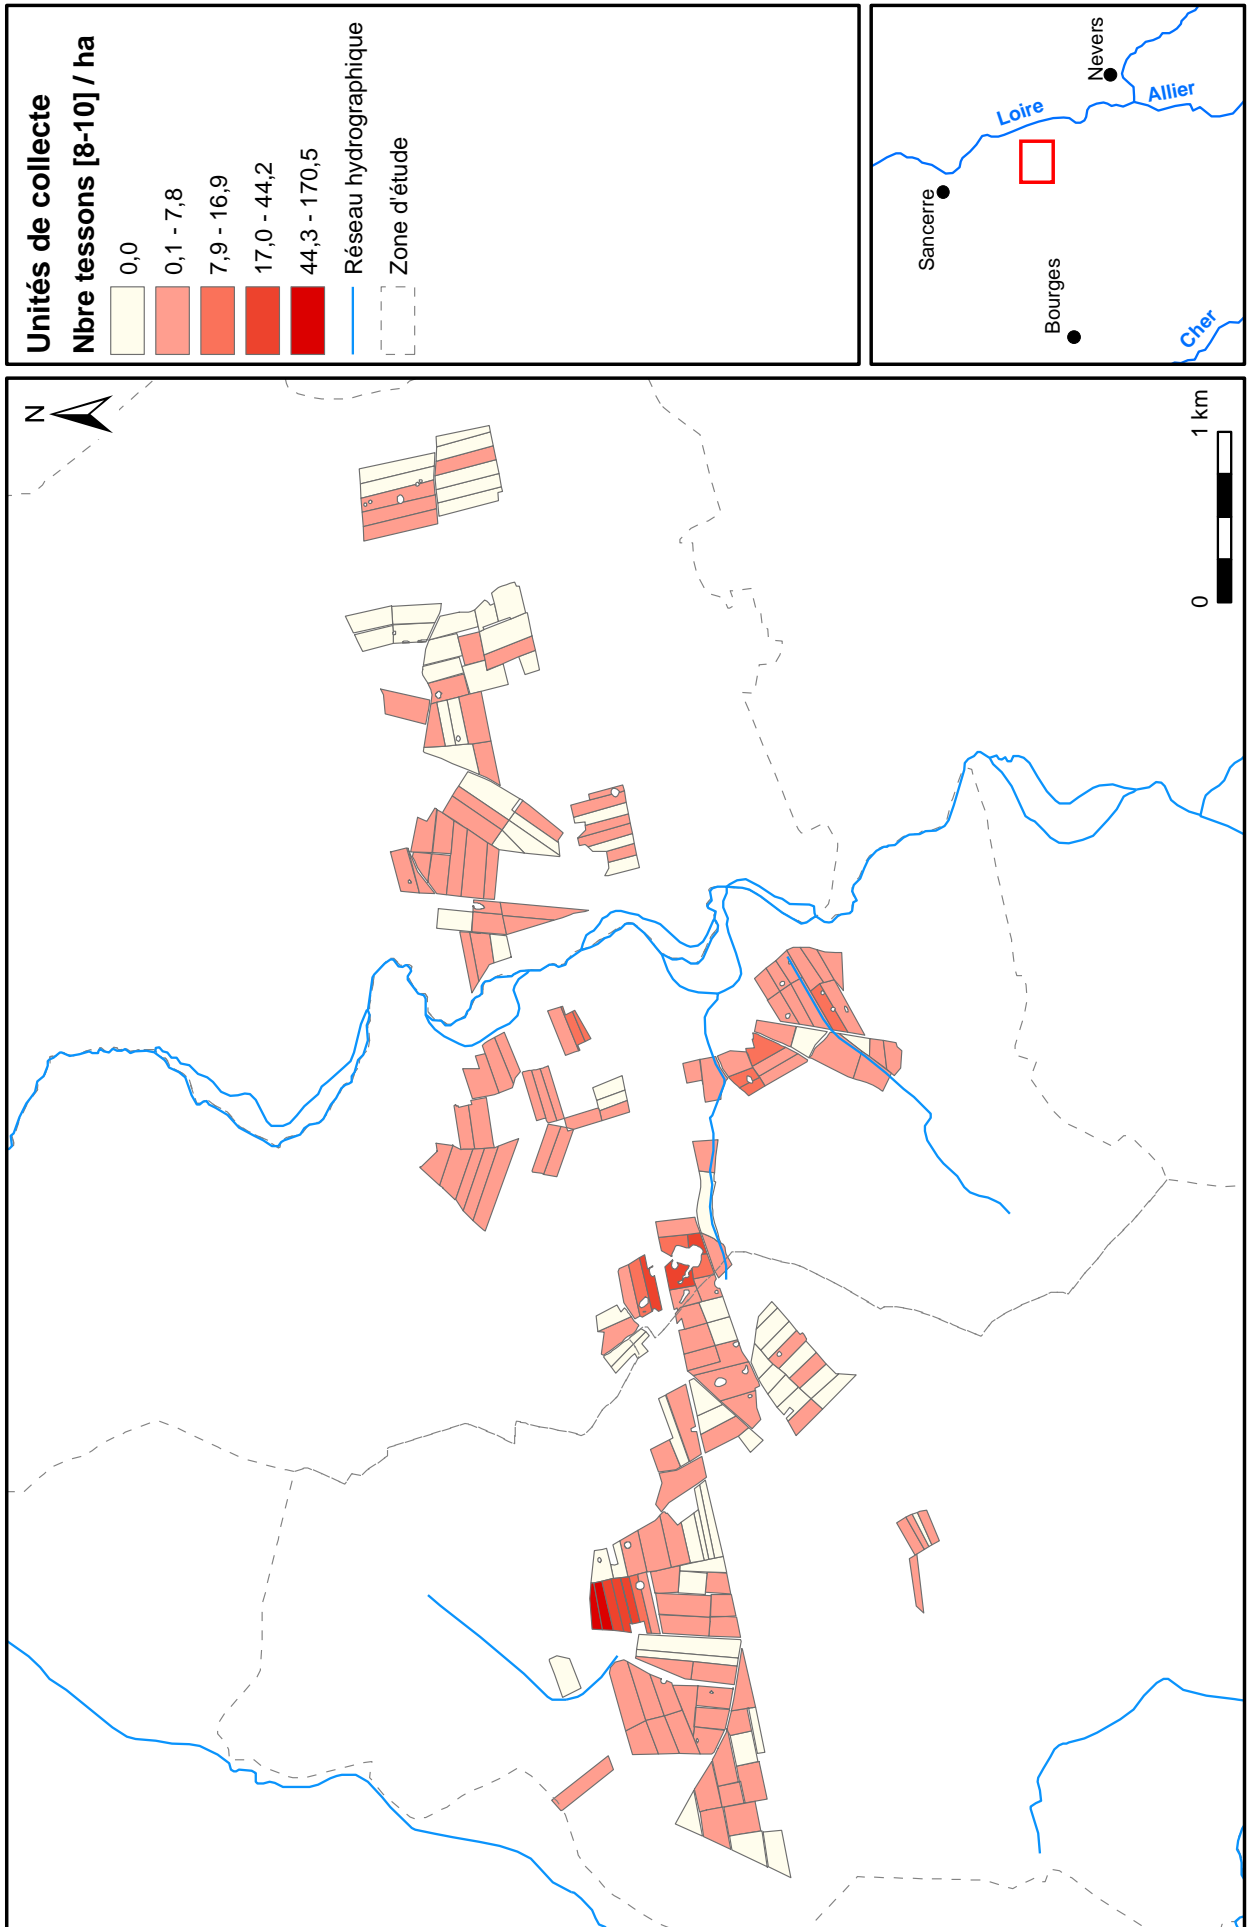 Unités de collecte
Nbre tessons [8-10] / ha
0,0
0,1 - 7,8
7,9 - 16,9
17,0 - 44,2
44,3 - 170,5
Réseau hydrographique
Zone d'étude
Sancerre
Loire
Nevers
Bourges
Allier
Cher
N
0
1 km